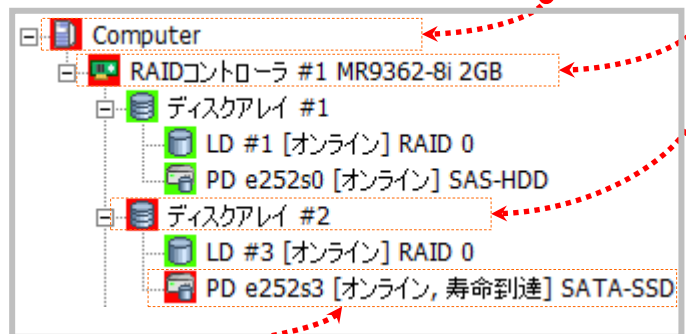 Computer
RAIDコントローラ #1 MR9362-8i 2GB
ディスクアレイ #1
LD #1 [オンライン] RAID 0
PD e252s0 [オンライン] SAS-HDD
ディスクアレイ #2
LD #3 [オンライン] RAID 0
PD e252s3 [オンライン, 寿命到達] SATA-SSD